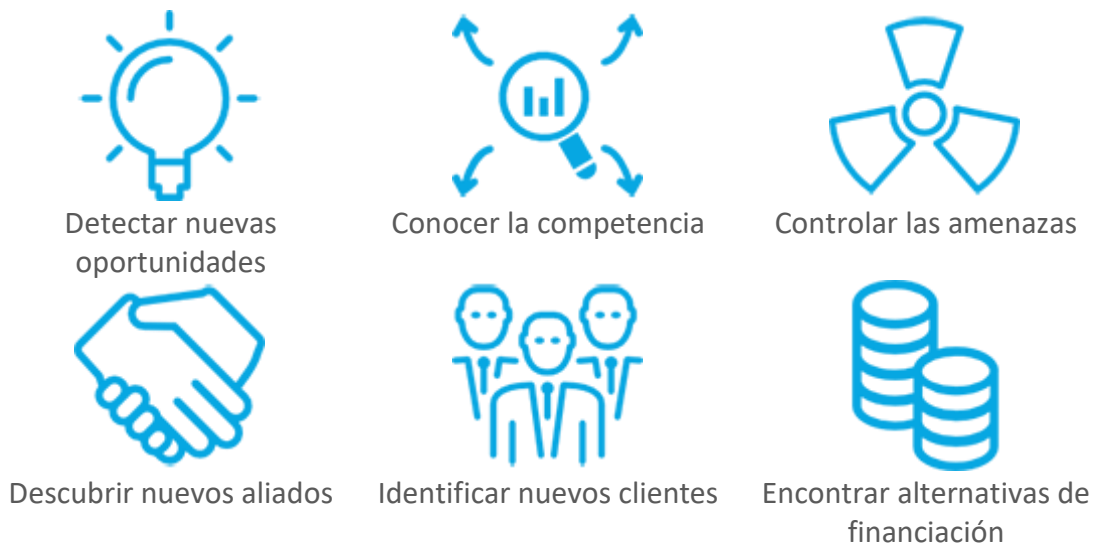 Detectar nuevas
oportunidades
Conocer la competencia
Controlar las amenazas
Descubrir nuevos aliados
Identificar nuevos clientes
Encontrar alternativas de
financiación